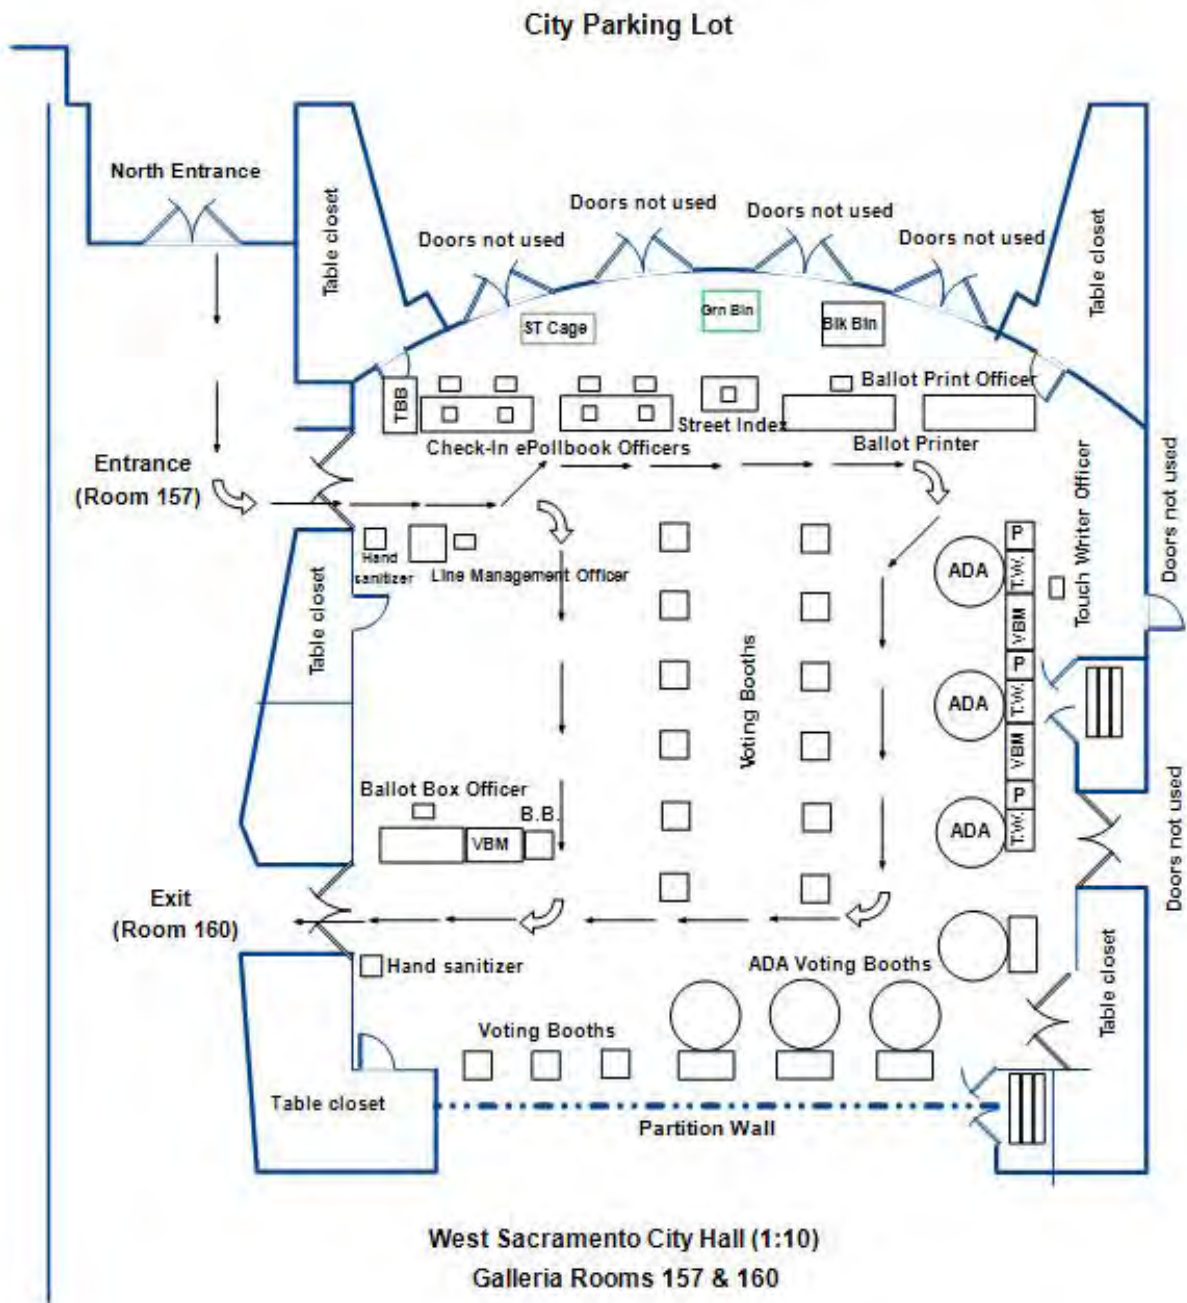 City Parking Lot
North Entrance
Table closet
Doors not used
Doors not used
Doors not used
Doors not used
Table closet
ST Cage
Grn Bin
Blk Bin
TBB
Ballot Print Officer
Street Index
Check-In ePollbook Officers
Ballot Printer
Entrance
(Room 157)
Hand
sanitizer
Line Management Officer
Table closet
Voting Booths
ADA
ADA
ADA
P
T.W.
VBM
P
T.W.
VBM
P
T.W.
Touch Writer Officer
Doors not used
Doors not used
Ballot Box Officer
B.B.
VBM
Exit
(Room 160)
Hand sanitizer
ADA Voting Booths
Table closet
Voting Booths
Table closet
Partition Wall
West Sacramento City Hall (1:10)
Galleria Rooms 157 & 160